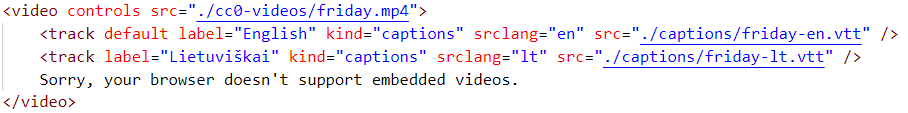 <video controls src="./cc0-videos/friday.mp4">
    <track default label="English" kind="captions" srclang="en" src="./captions/friday-en.vtt" />
    <track label="Lietuviškai" kind="captions" srclang="lt" src="./captions/friday-lt.vtt" />
    Sorry, your browser doesn't support embedded videos.
</video>